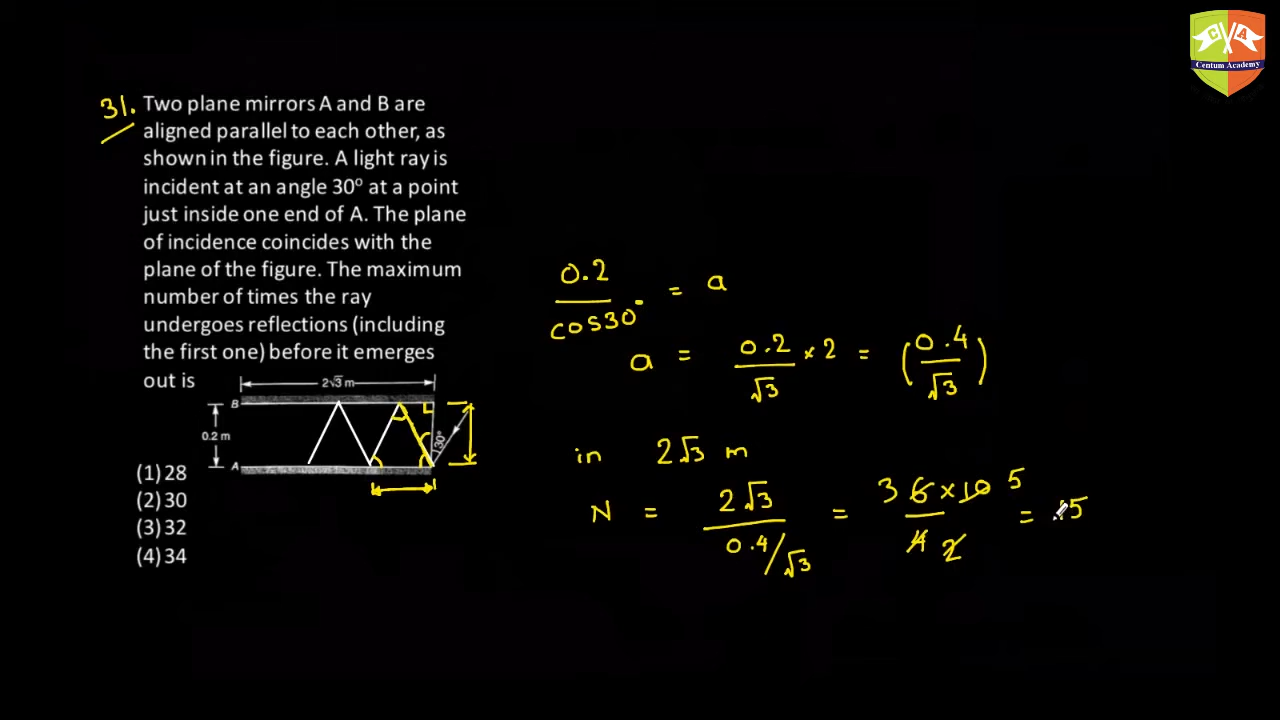 31. Two plane mirrors A and B are
aligned parallel to each other, as
shown in the figure. A light ray is
incident at an angle 30° at a point
just inside one end of A. The plane
of incidence coincides with the
plane of the figure. The maximum
number of times the ray
undergoes reflections (including
the first one) before it emerges
out is
2√3 m
B
0.2 m
30°
A
(1) 28
(2) 30
(3) 32
(4) 34
0.2 / cos30° = a
a = 0.2/√3 × 2 = (0.4/√3)
in 2√3 m
N = 2√3 / 0.4/√3 = 3 6×10 5 / 4 2 = 15
C A
Centum Academy